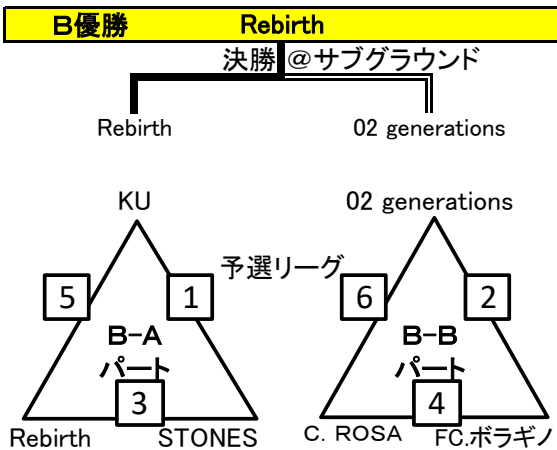 B優勝 Rebirth
決勝 @サブグラウンド
Rebirth 02 generations
KU 02 generations
予選リーグ
5 1 6 2
B-A B-B
パート パート
3 4
Rebirth STONES C. ROSA FC.ボラギノ